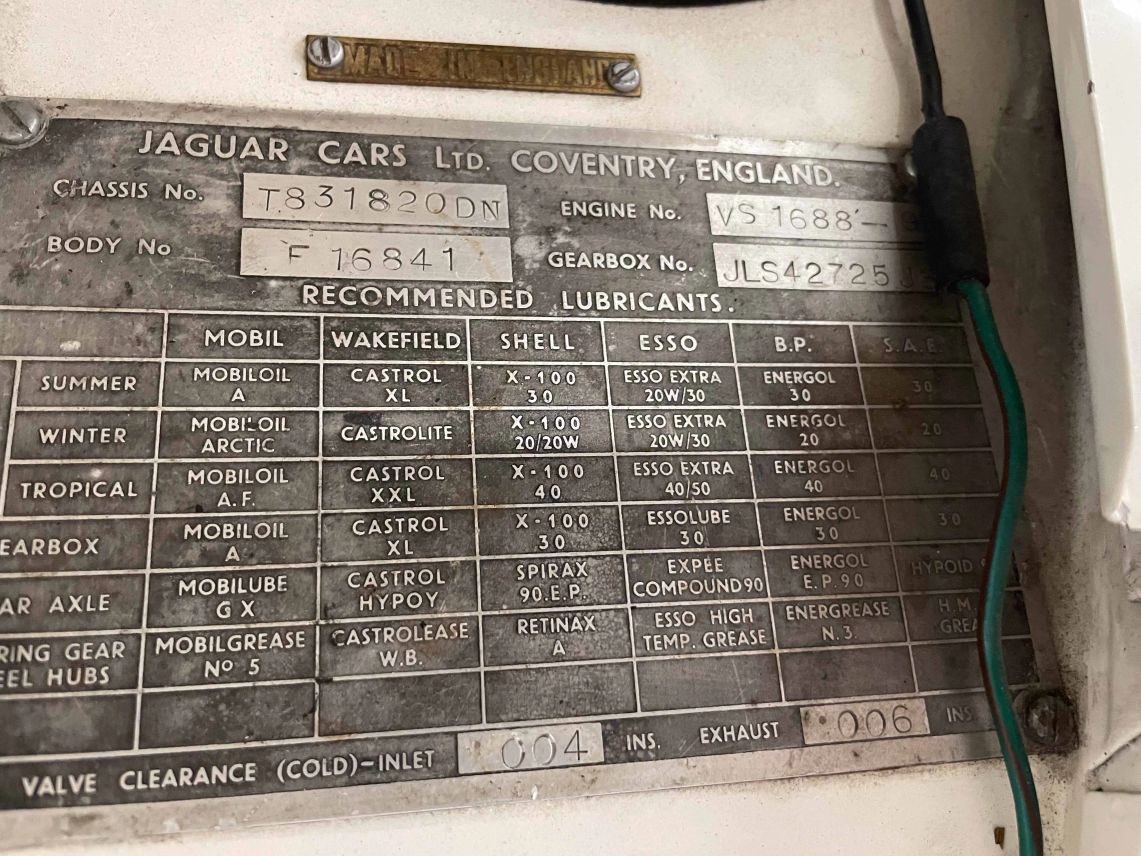 MADE IN ENGLAND
JAGUAR CARS LTD. COVENTRY, ENGLAND.
CHASSIS No. T831820DN ENGINE No. VS1688-
BODY No F 16841 GEARBOX No. JLS42725
RECOMMENDED LUBRICANTS.
MOBIL WAKEFIELD SHELL ESSO B.P. S.A.E.
SUMMER MOBILOIL A CASTROL XL X-100 30 ESSO EXTRA 20W/30 ENERGOL 30 30
WINTER MOBILOIL ARCTIC CASTROLITE X-100 20/20W ESSO EXTRA 20W/30 ENERGOL 20 20
TROPICAL MOBILOIL A.F. CASTROL XXL X-100 40 ESSO EXTRA 40/50 ENERGOL 40 40
EARBOX MOBILOIL A CASTROL XL X-100 30 ESSOLUBE 30 ENERGOL 30 30
AR AXLE MOBILUBE GX CASTROL HYPOY SPIRAX 90.E.P. EXPEE COMPOUND 90 ENERGOL E.P.90 HYPOID
RING GEAR EEL HUBS MOBILGREASE No 5 CASTROLEASE W.B. RETINAX A ESSO HIGH TEMP. GREASE ENERGREASE N.3. H.M. GREA
VALVE CLEARANCE (COLD)-INLET .004 INS. EXHAUST .006 INS